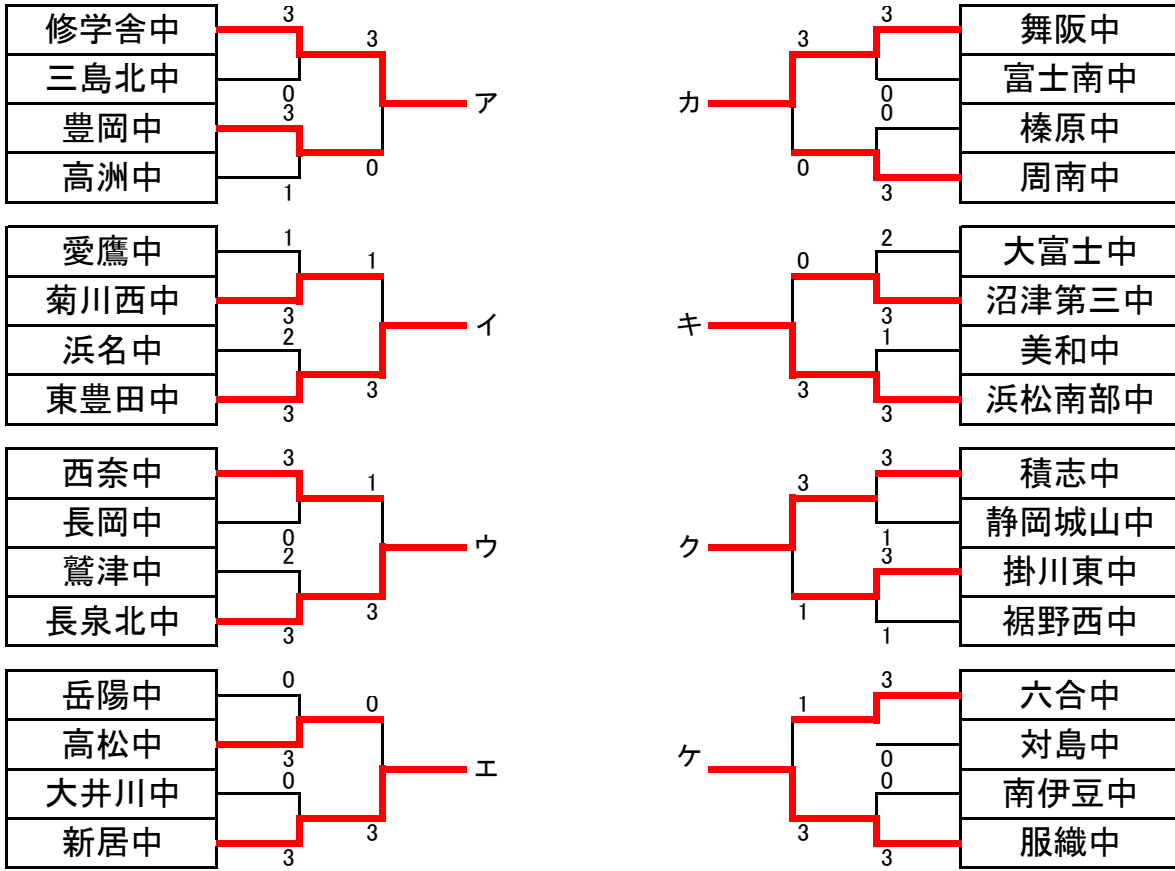 修学舎中
三島北中
豊岡中
高洲中
3
0
3
1
3
0
ア
愛鷹中
菊川西中
浜名中
東豊田中
1
3
2
3
1
3
イ
西奈中
長岡中
鷲津中
長泉北中
3
0
2
3
1
3
ウ
岳陽中
高松中
大井川中
新居中
0
3
0
3
0
3
エ
カ
3
0
3
0
0
3
舞阪中
富士南中
榛原中
周南中
キ
0
3
2
3
1
3
大富士中
沼津第三中
美和中
浜松南部中
ク
3
1
3
1
3
1
積志中
静岡城山中
掛川東中
裾野西中
ケ
1
3
3
0
0
3
六合中
対島中
南伊豆中
服織中